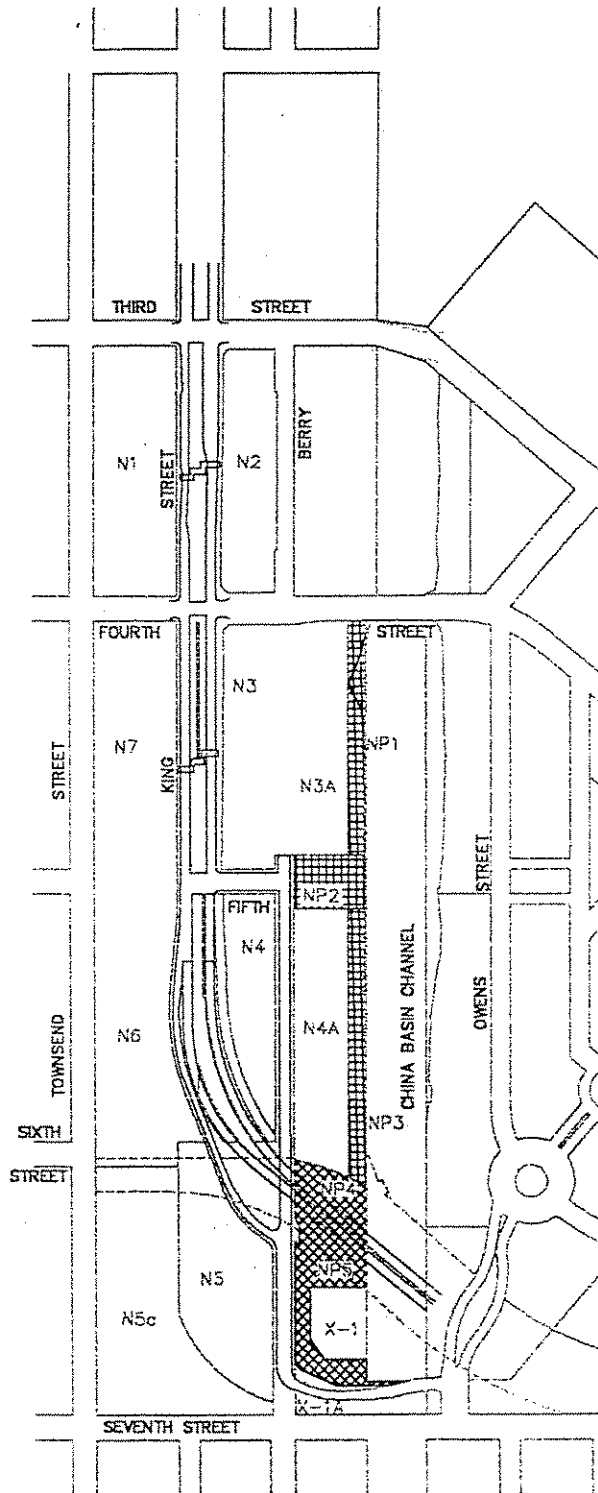 THIRD STREET
N1
STREET
N2
BERRY
FOURTH STREET
N3
N7
KING
STREET
NP1
N3A
STREET
NP2
FIFTH
N4
CHINA BASIN CHANNEL
OWENS
N4A
N6
TOWNSEND
NP3
SIXTH
STREET
NP4
NP5
N5
N5c
X-1
X-1A
SEVENTH STREET